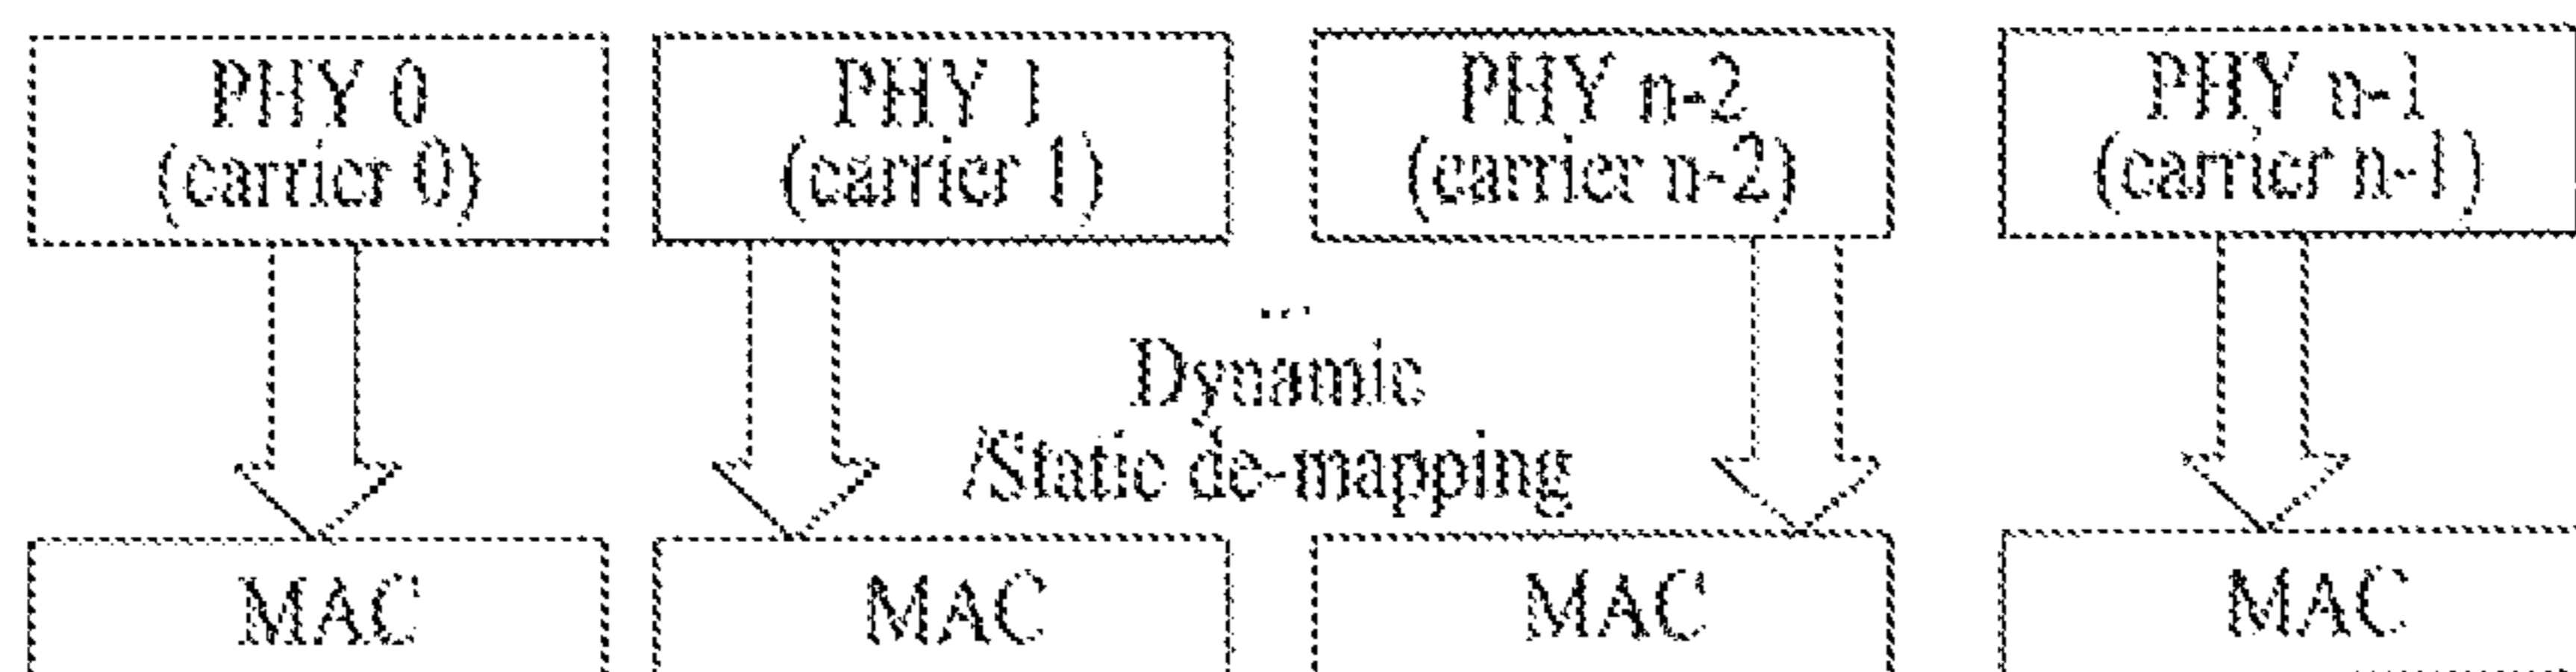 PHY 0
(carrier 0)
PHY 1
(carrier 1)
PHY n-2
(carrier n-2)
PHY n-1
(carrier n-1)
...
Dynamic
/Static de-mapping
MAC
MAC
MAC
MAC